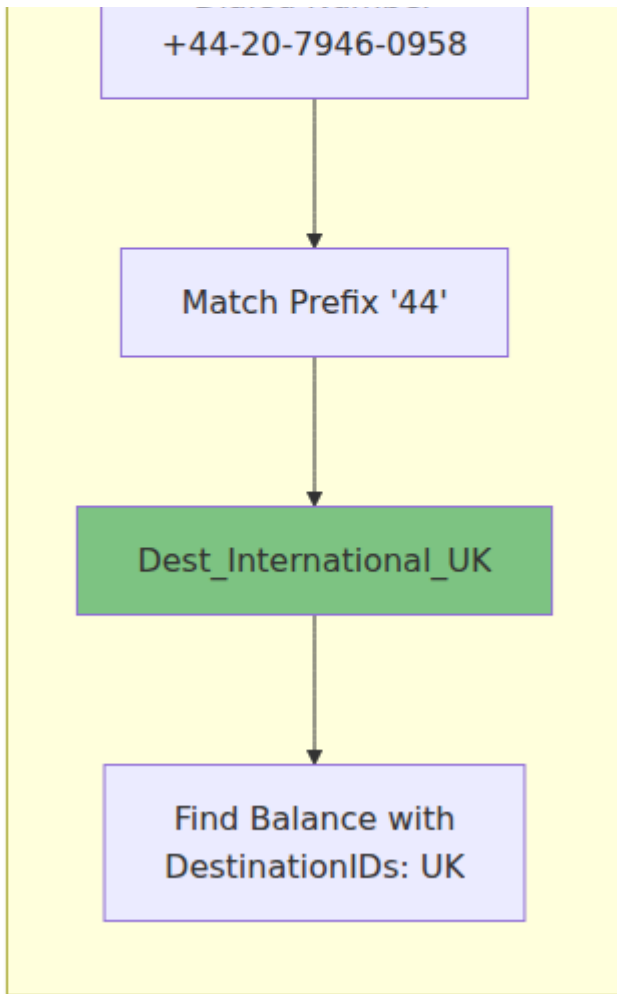 +44-20-7946-0958
Match Prefix '44'
Dest_International_UK
Find Balance with
DestinationIDs: UK